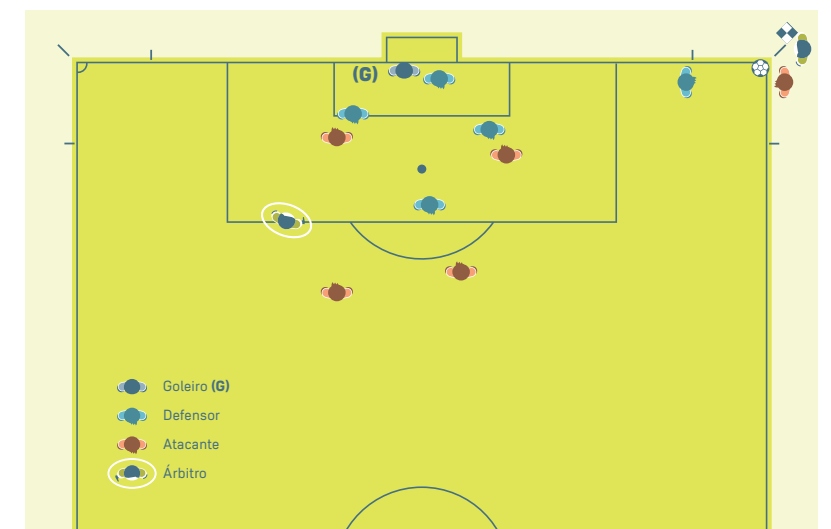 (G)
Goleiro (G)
Defensor
Atacante
Árbitro